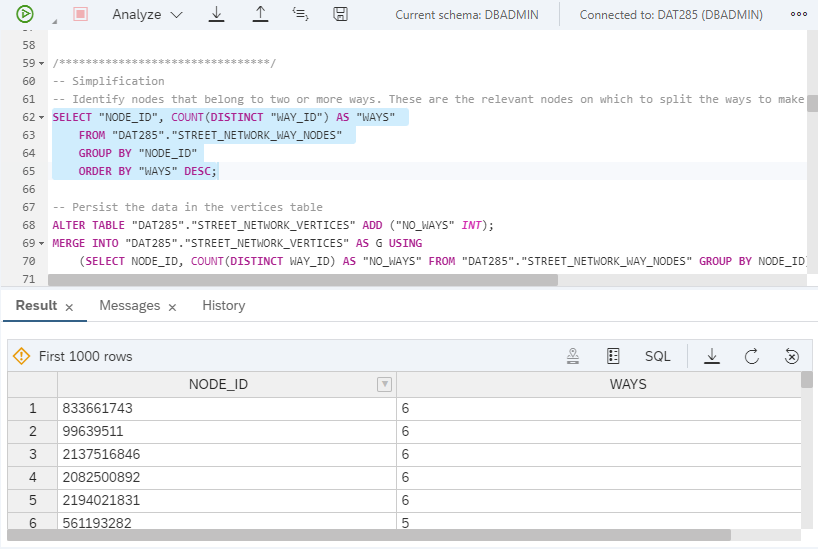 Analyze Current schema: DBADMIN Connected to: DAT285 (DBADMIN)
58
59 /********************************/
60 -- Simplification
61 -- Identify nodes that belong to two or more ways. These are the relevant nodes on which to split the ways to make
62 SELECT "NODE_ID", COUNT(DISTINCT "WAY_ID") AS "WAYS"
63 FROM "DAT285"."STREET_NETWORK_WAY_NODES"
64 GROUP BY "NODE_ID"
65 ORDER BY "WAYS" DESC;
66
67 -- Persist the data in the vertices table
68 ALTER TABLE "DAT285"."STREET_NETWORK_VERTICES" ADD ("NO_WAYS" INT);
69 MERGE INTO "DAT285"."STREET_NETWORK_VERTICES" AS G USING
70 (SELECT NODE_ID, COUNT(DISTINCT WAY_ID) AS "NO_WAYS" FROM "DAT285"."STREET_NETWORK_WAY_NODES" GROUP BY NODE_ID
71
Result × Messages × History
First 1000 rows SQL
NODE_ID WAYS
1 833661743 6
2 99639511 6
3 2137516846 6
4 2082500892 6
5 2194021831 6
6 561193282 5